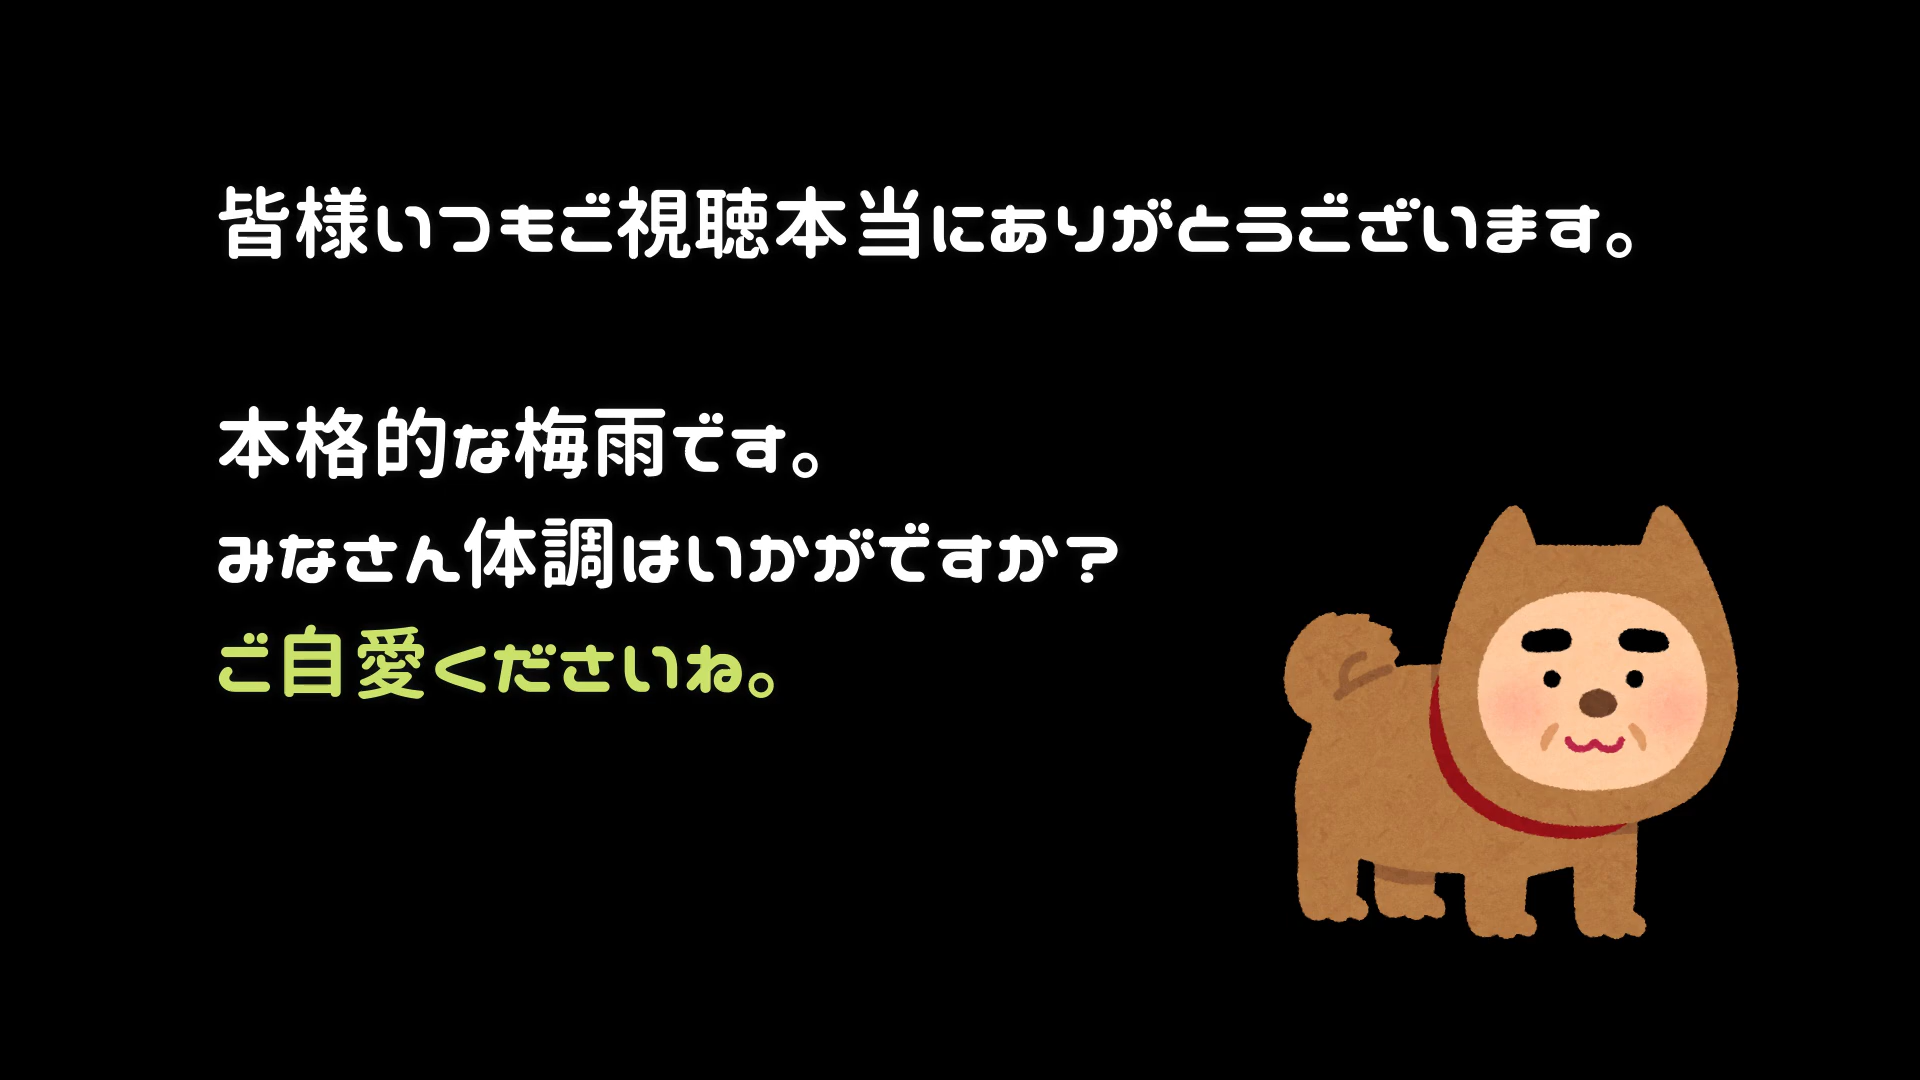 皆様いつもご視聴本当にありがとうございます。
本格的な梅雨です。
みなさん体調はいかがですか？
ご自愛くださいね。